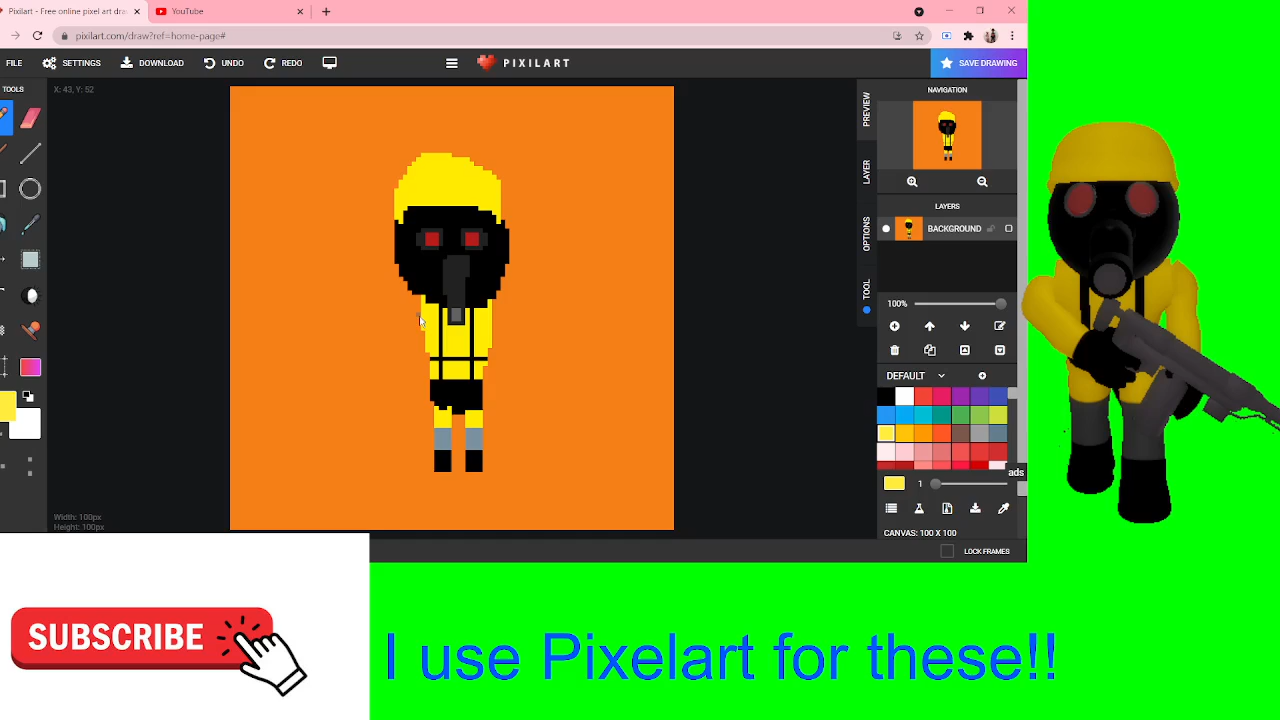 Pixilart - Free online pixel art dra
YouTube
pixilart.com/draw?ref=home-page#
FILE
SETTINGS
DOWNLOAD
UNDO
REDO
PIXILART
SAVE DRAWING
TOOLS
X: 43, Y: 52
PREVIEW
LAYER
OPTIONS
TOOL
NAVIGATION
LAYERS
BACKGROUND
100%
DEFAULT
ads
1
CANVAS: 100 X 100
Width: 100px
Height: 100px
LOCK FRAMES
SUBSCRIBE
I use Pixelart for these!!